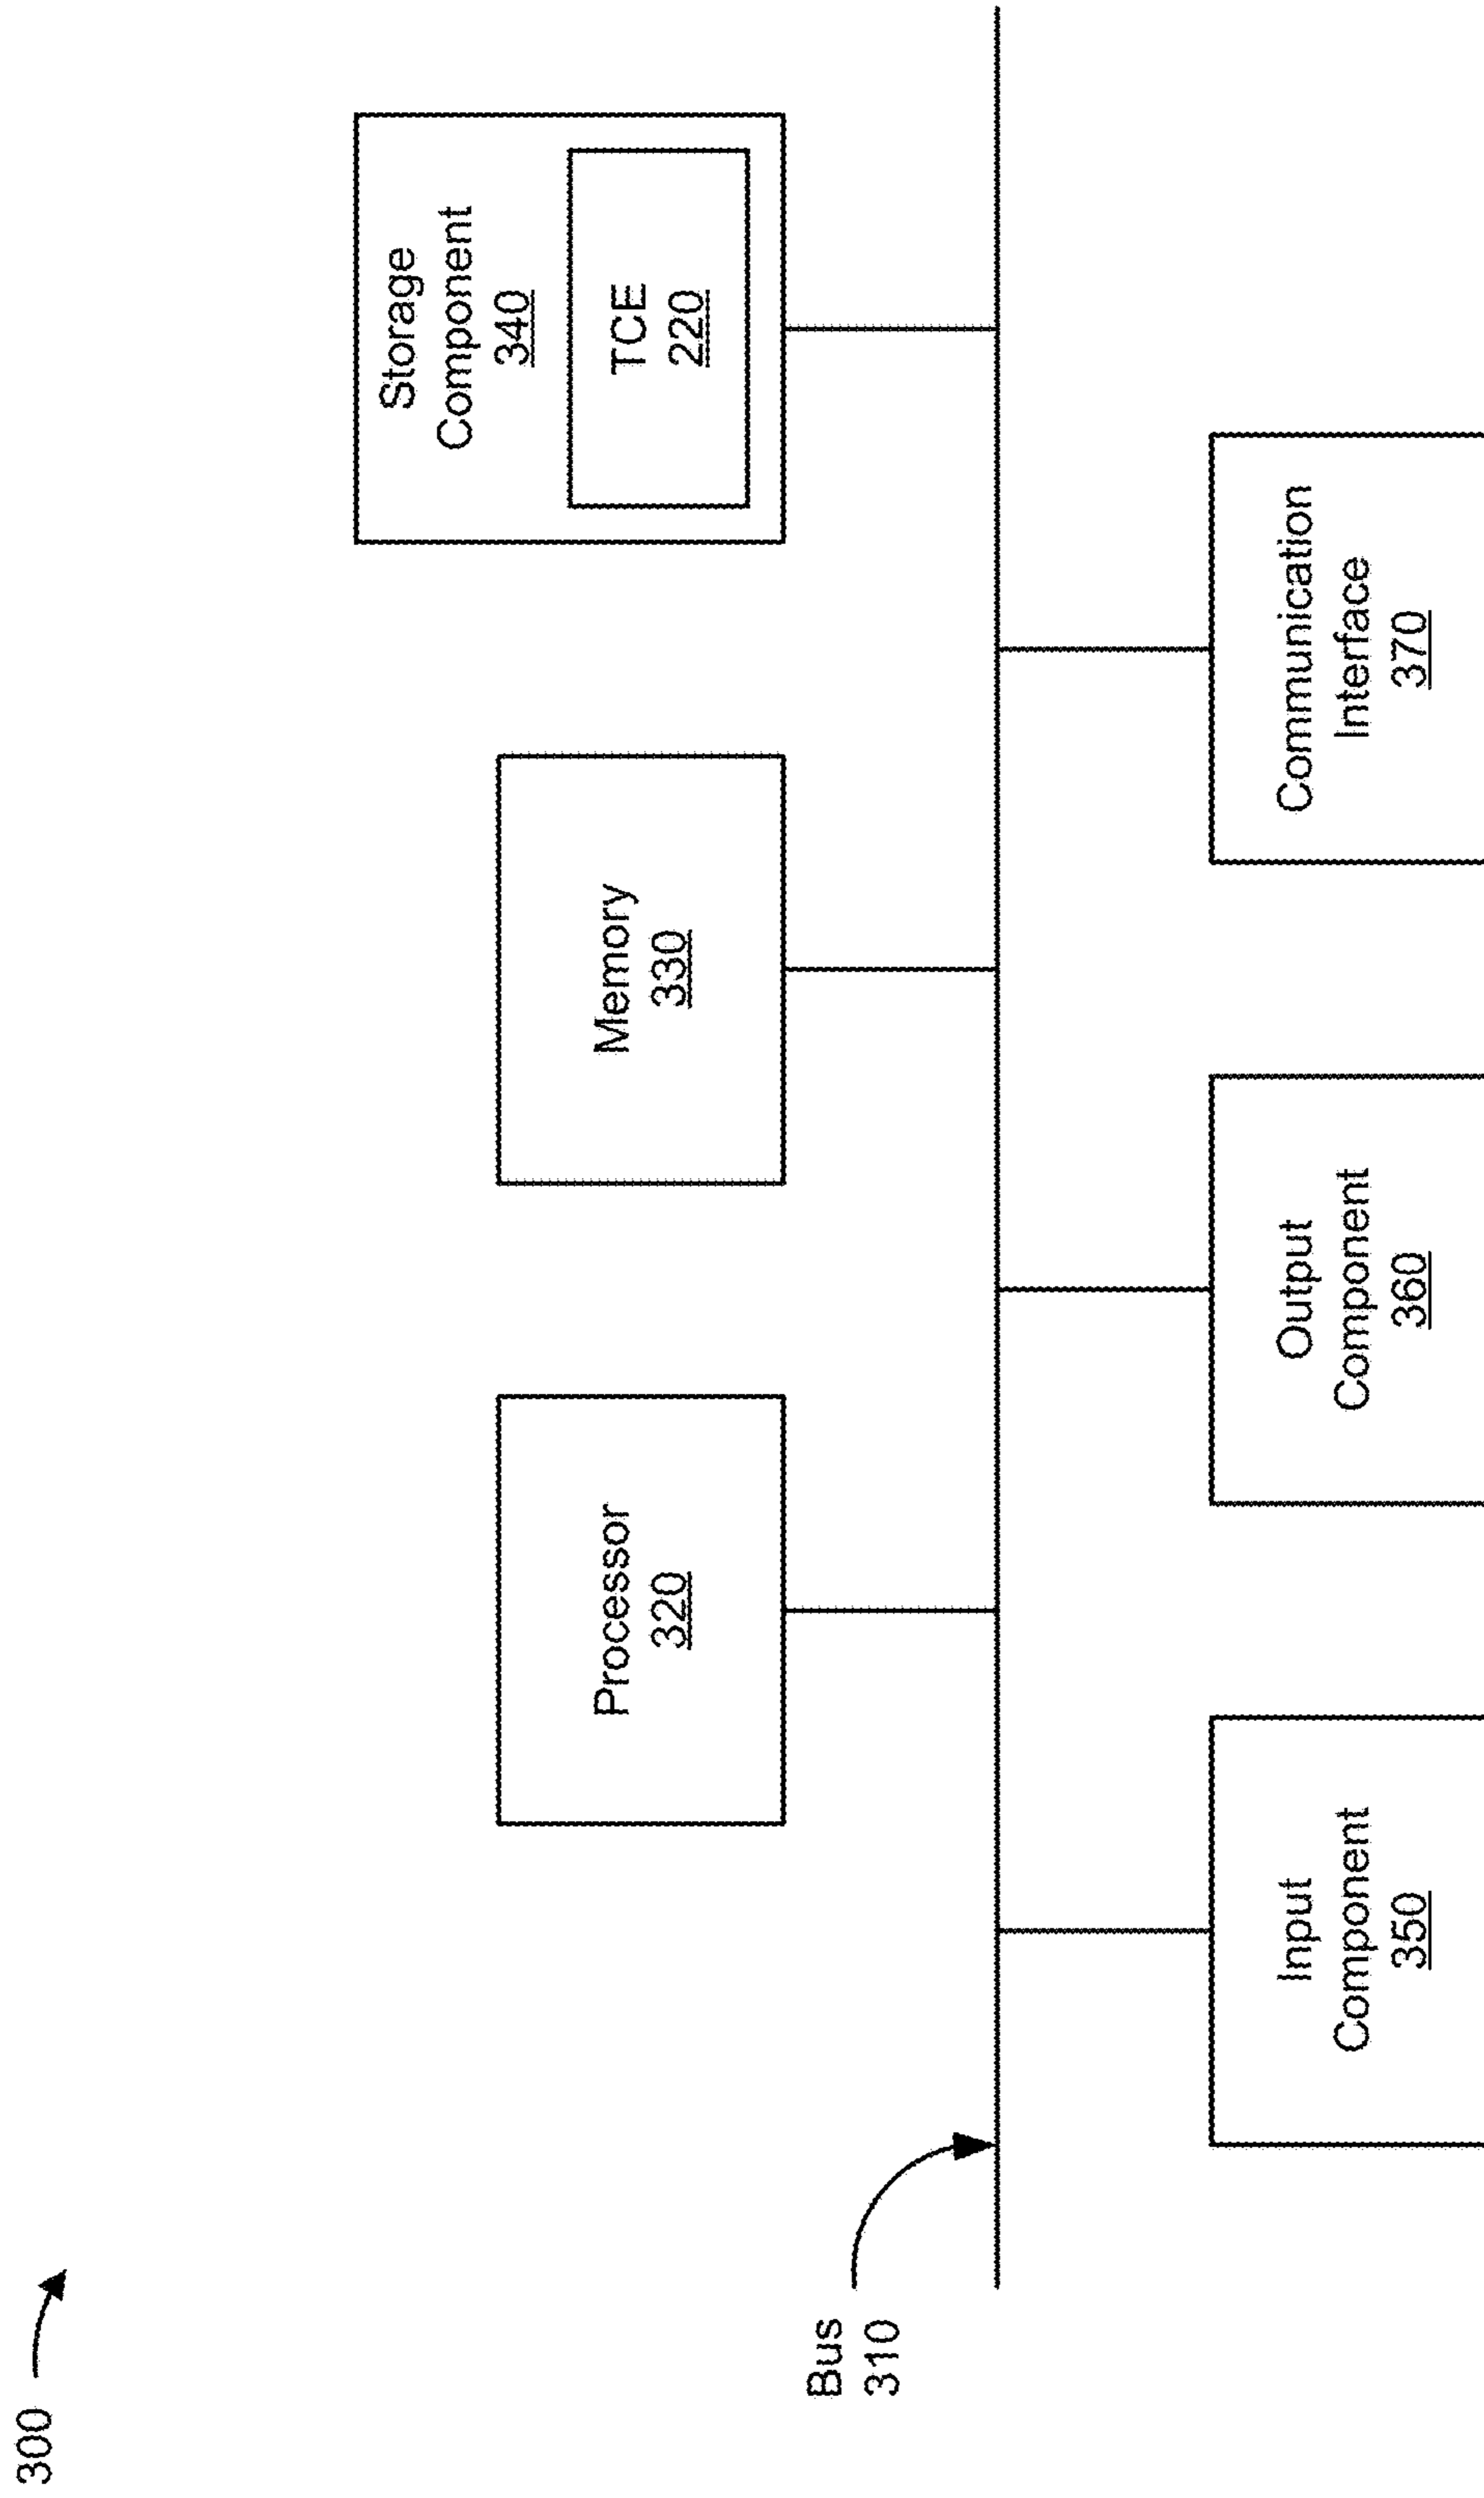 300
Processor
320
Memory
330
Storage
Component
340
TCE
220
Bus
310
Input
Component
350
Output
Component
360
Communication
Interface
370